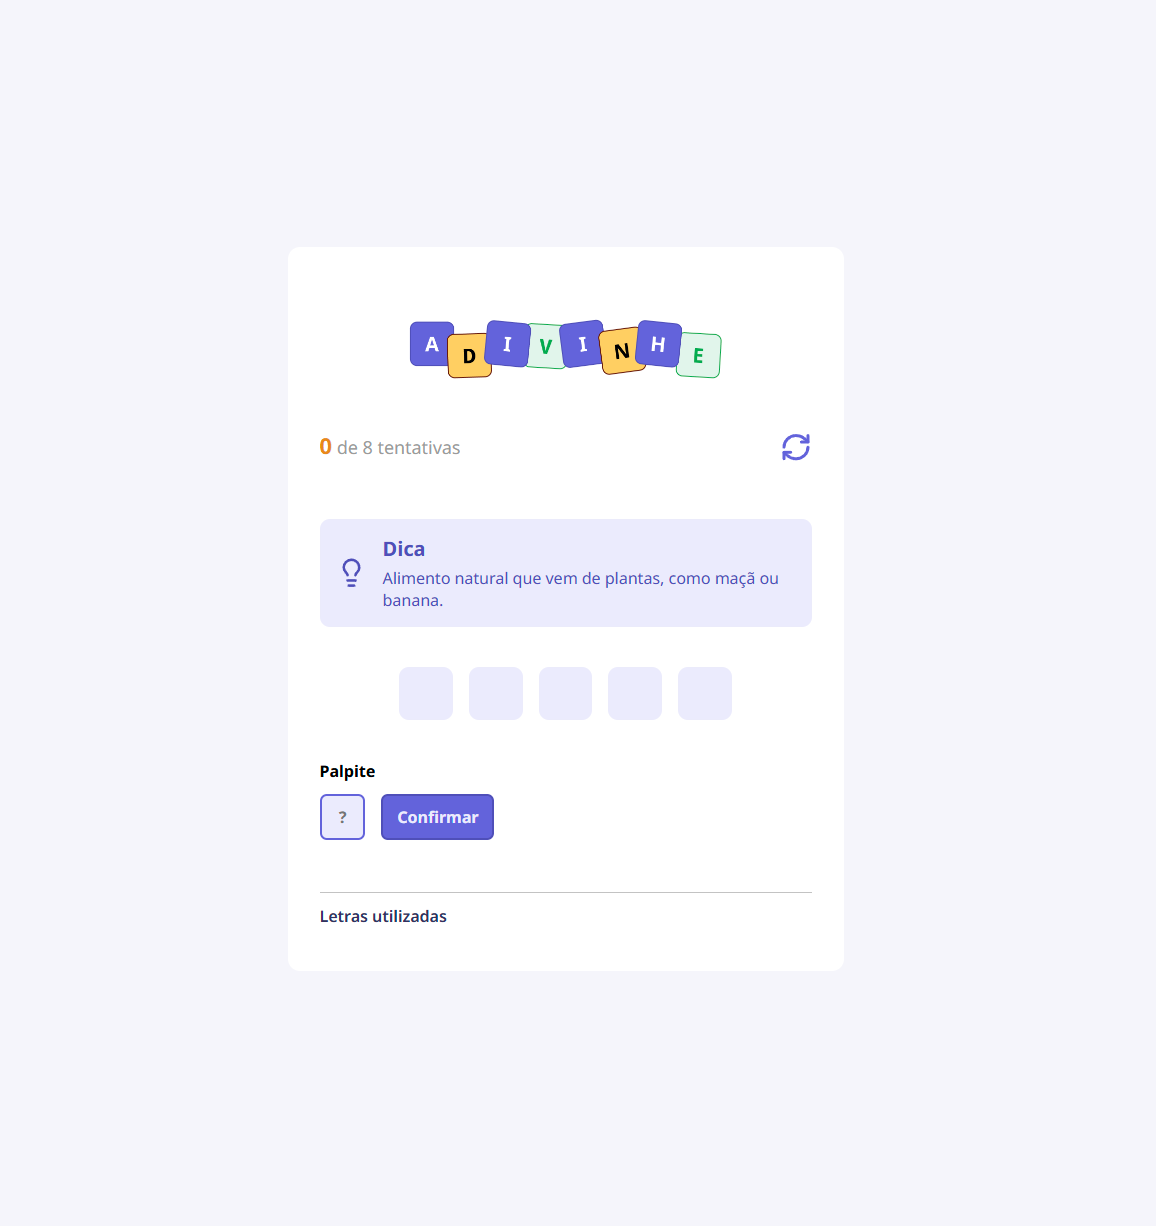 ADIVINHE
0 de 8 tentativas
Dica
Alimento natural que vem de plantas, como maçã ou
banana.
Palpite
? Confirmar
Letras utilizadas